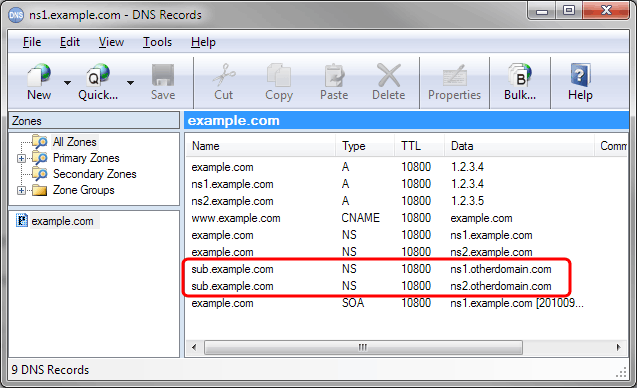 DNS ns1.example.com - DNS Records
File Edit View Tools Help
New Quick... Save Cut Copy Paste Delete Properties Bulk... Help
Zones
All Zones
Primary Zones
Secondary Zones
Zone Groups
example.com
example.com
Name Type TTL Data Comm
example.com A 10800 1.2.3.4
ns1.example.com A 10800 1.2.3.4
ns2.example.com A 10800 1.2.3.5
www.example.com CNAME 10800 example.com
example.com NS 10800 ns1.example.com
example.com NS 10800 ns2.example.com
sub.example.com NS 10800 ns1.otherdomain.com
sub.example.com NS 10800 ns2.otherdomain.com
example.com SOA 10800 ns1.example.com [201009...
9 DNS Records